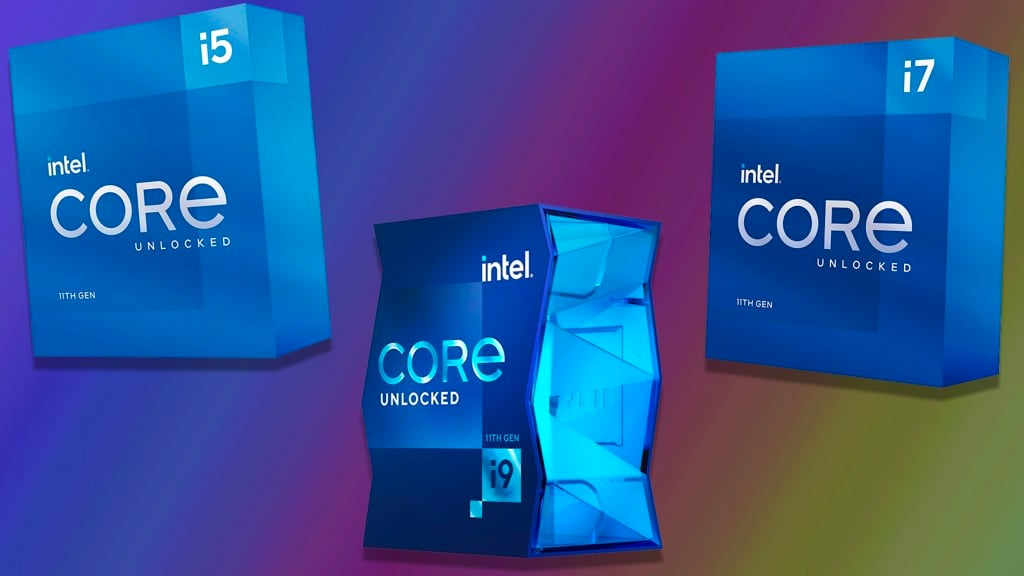 i5
intel.
CORe
UNLOCKED
11TH GEN
intel.
CORe
UNLOCKED
11TH GEN
i9
i7
intel.
CORe
UNLOCKED
11TH GEN